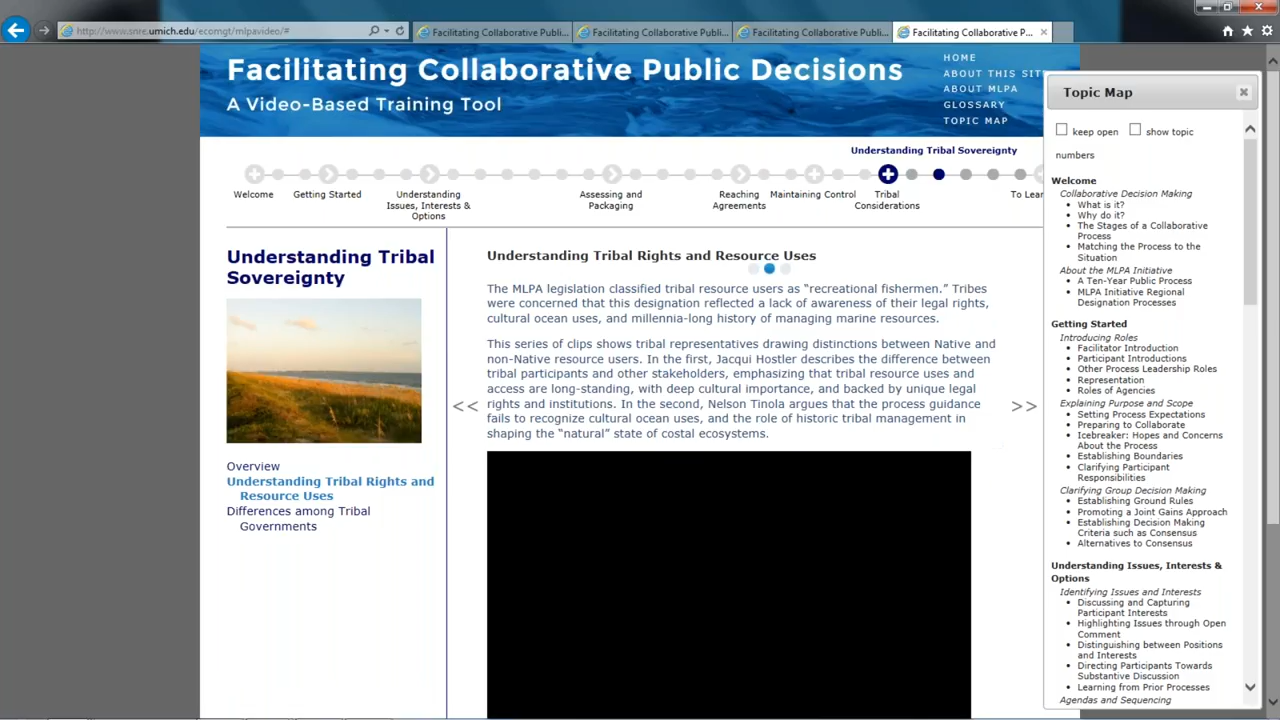 http://www.snre.umich.edu/ecomgt/mlpavideo/#
Facilitating Collaborative Publi...
Facilitating Collaborative Publi...
Facilitating Collaborative Publi...
Facilitating Collaborative P...
Facilitating Collaborative Public Decisions
A Video-Based Training Tool
HOME
ABOUT THIS SITE
ABOUT MLPA
GLOSSARY
TOPIC MAP
Understanding Tribal Sovereignty
Welcome
Getting Started
Understanding
Issues, Interests &
Options
Assessing and
Packaging
Reaching
Agreements
Maintaining Control
Tribal
Considerations
To Lear
Understanding Tribal
Sovereignty
Overview
Understanding Tribal Rights and
Resource Uses
Differences among Tribal
Governments
Understanding Tribal Rights and Resource Uses
The MLPA legislation classified tribal resource users as “recreational fishermen.” Tribes
were concerned that this designation reflected a lack of awareness of their legal rights,
cultural ocean uses, and millennia-long history of managing marine resources.
This series of clips shows tribal representatives drawing distinctions between Native and
non-Native resource users. In the first, Jacqui Hostler describes the difference between
tribal participants and other stakeholders, emphasizing that tribal resource uses and
access are long-standing, with deep cultural importance, and backed by unique legal
rights and institutions. In the second, Nelson Tinola argues that the process guidance
fails to recognize cultural ocean uses, and the role of historic tribal management in
shaping the “natural” state of costal ecosystems.
<<
>>
Topic Map
keep open
show topic
numbers
Welcome
Collaborative Decision Making
What is it?
Why do it?
The Stages of a Collaborative
Process
Matching the Process to the
Situation
About the MLPA Initiative
A Ten-Year Public Process
MLPA Initiative Regional
Designation Processes
Getting Started
Introducing Roles
Facilitator Introduction
Participant Introductions
Other Process Leadership Roles
Representation
Roles of Agencies
Explaining Purpose and Scope
Setting Process Expectations
Preparing to Collaborate
Icebreaker: Hopes and Concerns
About the Process
Establishing Boundaries
Clarifying Participant
Responsibilities
Clarifying Group Decision Making
Establishing Ground Rules
Promoting a Joint Gains Approach
Establishing Decision Making
Criteria such as Consensus
Alternatives to Consensus
Understanding Issues, Interests &
Options
Identifying Issues and Interests
Discussing and Capturing
Participant Interests
Highlighting Issues through Open
Comment
Distinguishing between Positions
and Interests
Directing Participants Towards
Substantive Discussion
Learning from Prior Processes
Agendas and Sequencing